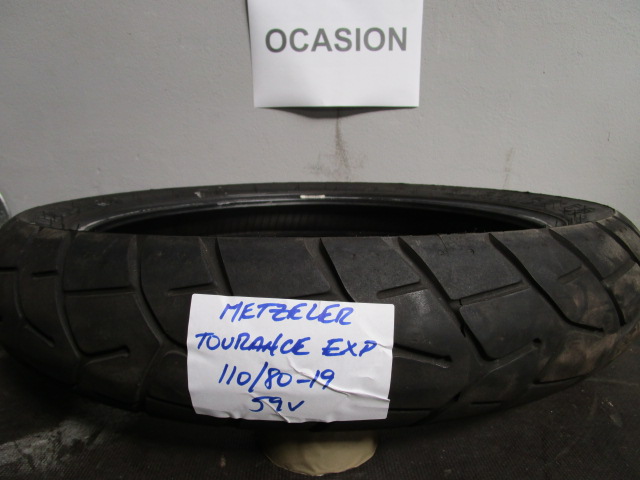 OCASION
METZELER
TOURANCE EXP
110/80-19
59V